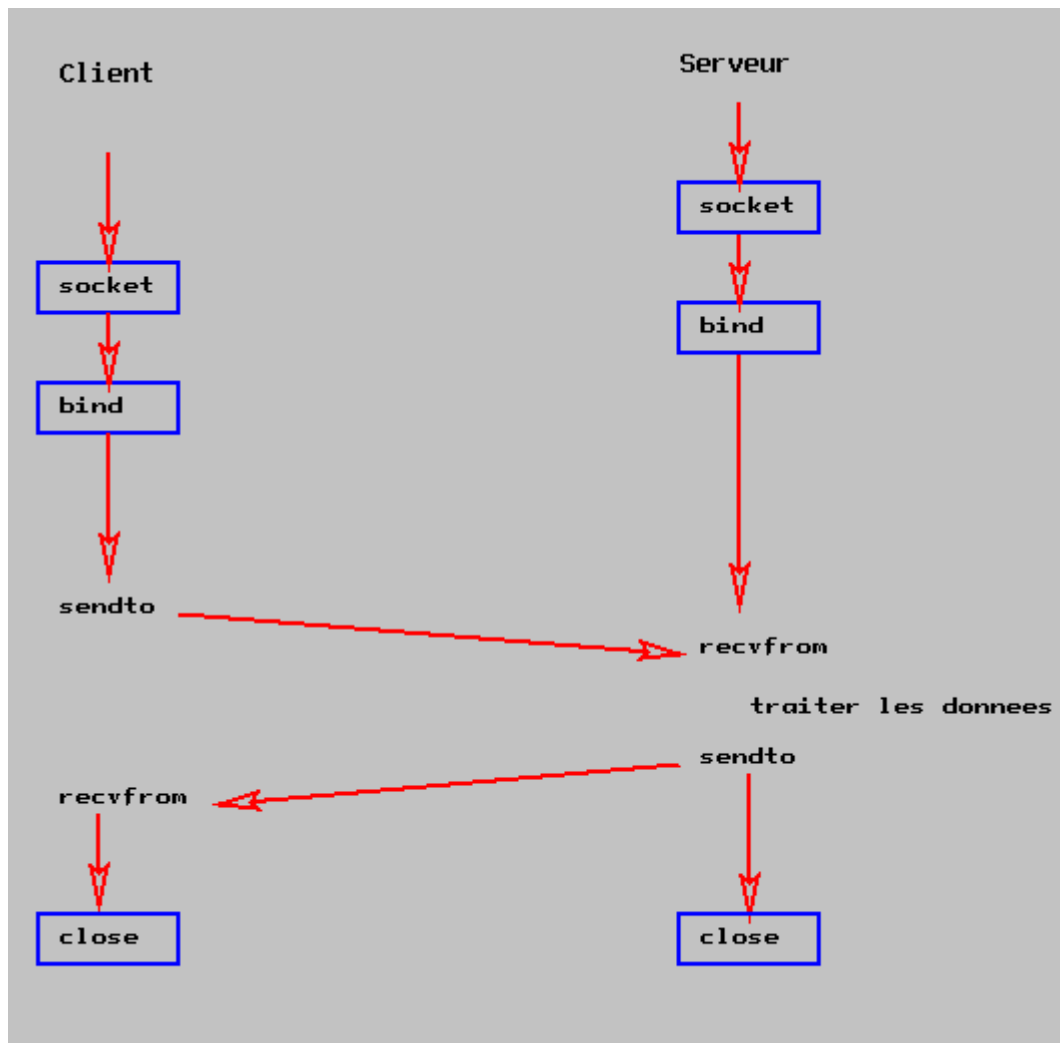 Client
Serveur
socket
socket
bind
bind
sendto
recvfrom
traiter les donnees
sendto
recvfrom
close
close